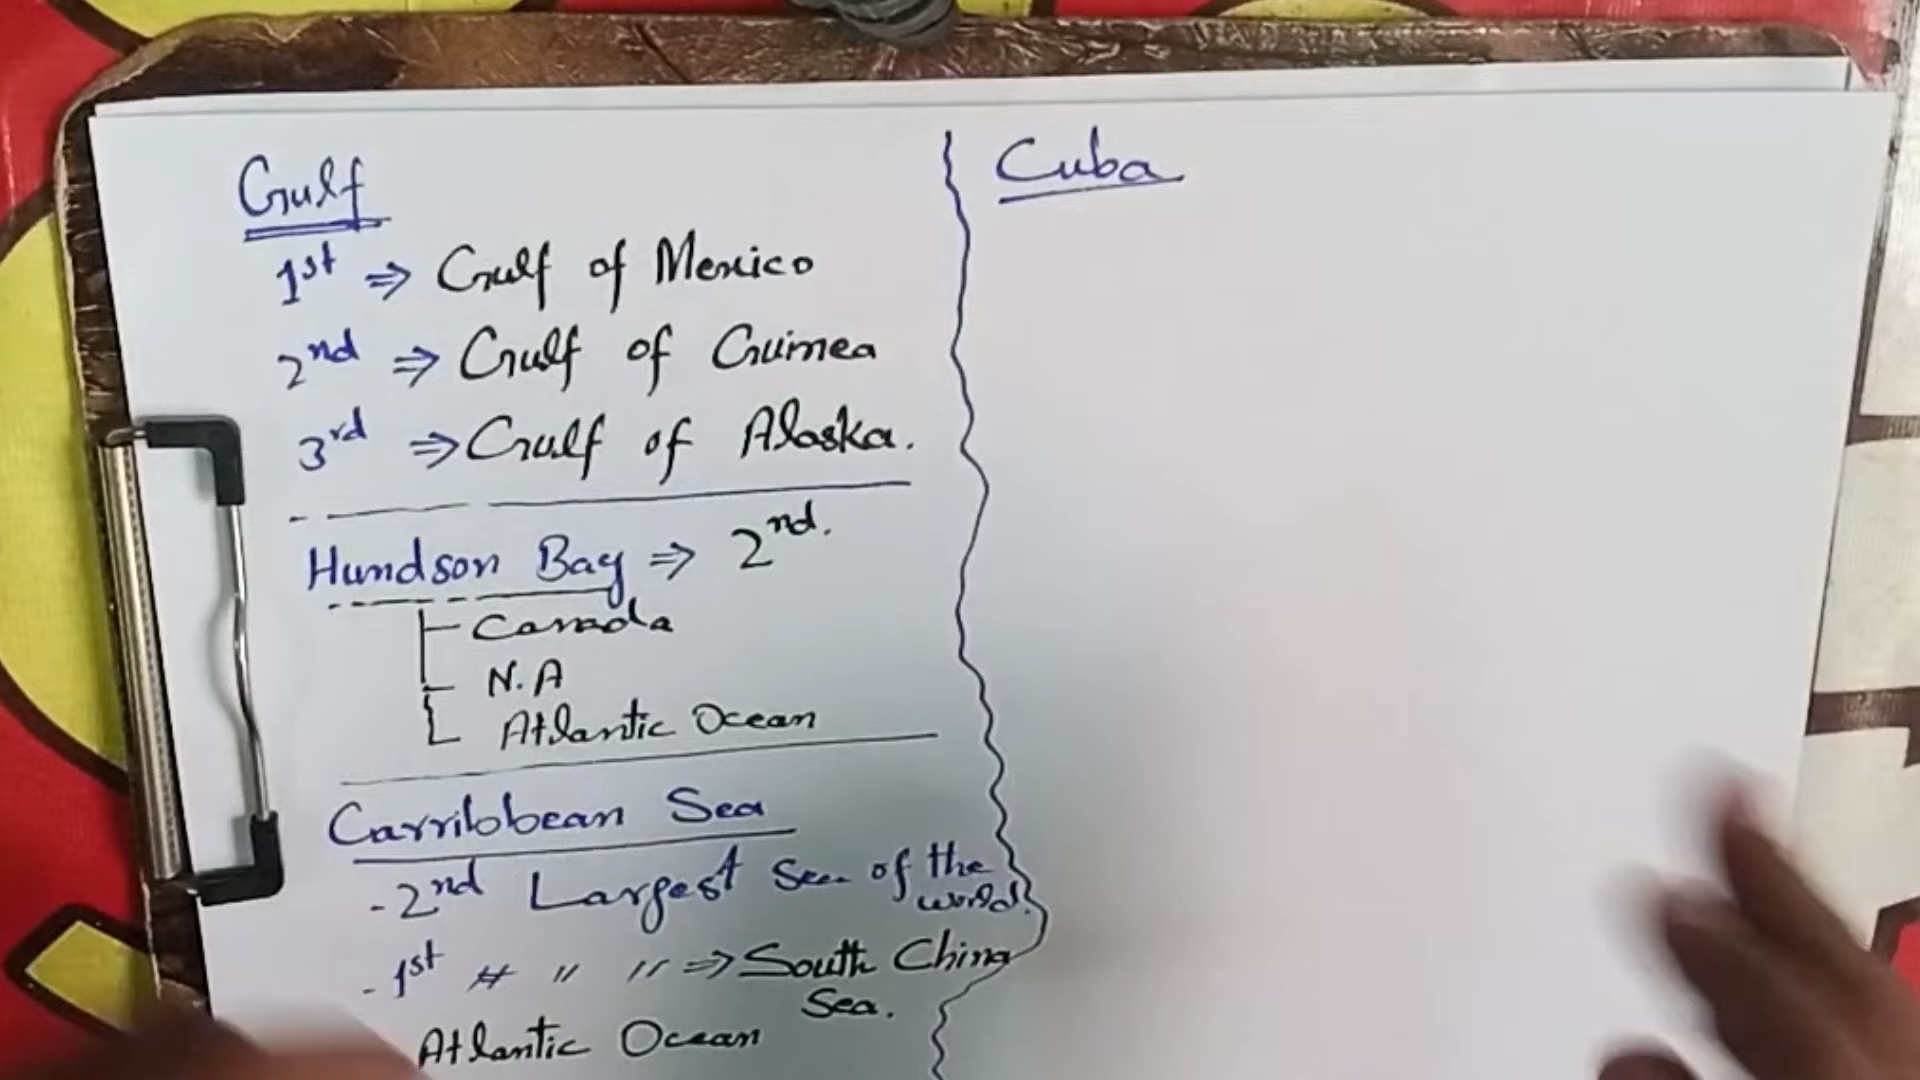 Gulf
1st ⇒ Gulf of Mexico
2nd ⇒ Gulf of Guinea
3rd ⇒ Gulf of Alaska.
Hundson Bay ⇒ 2nd.
Canada
N.A
Atlantic Ocean
Carribbean Sea
-2nd Largest Sea of the
world.
-1st " " " ⇒ South China
Sea.
Atlantic Ocean
Cuba